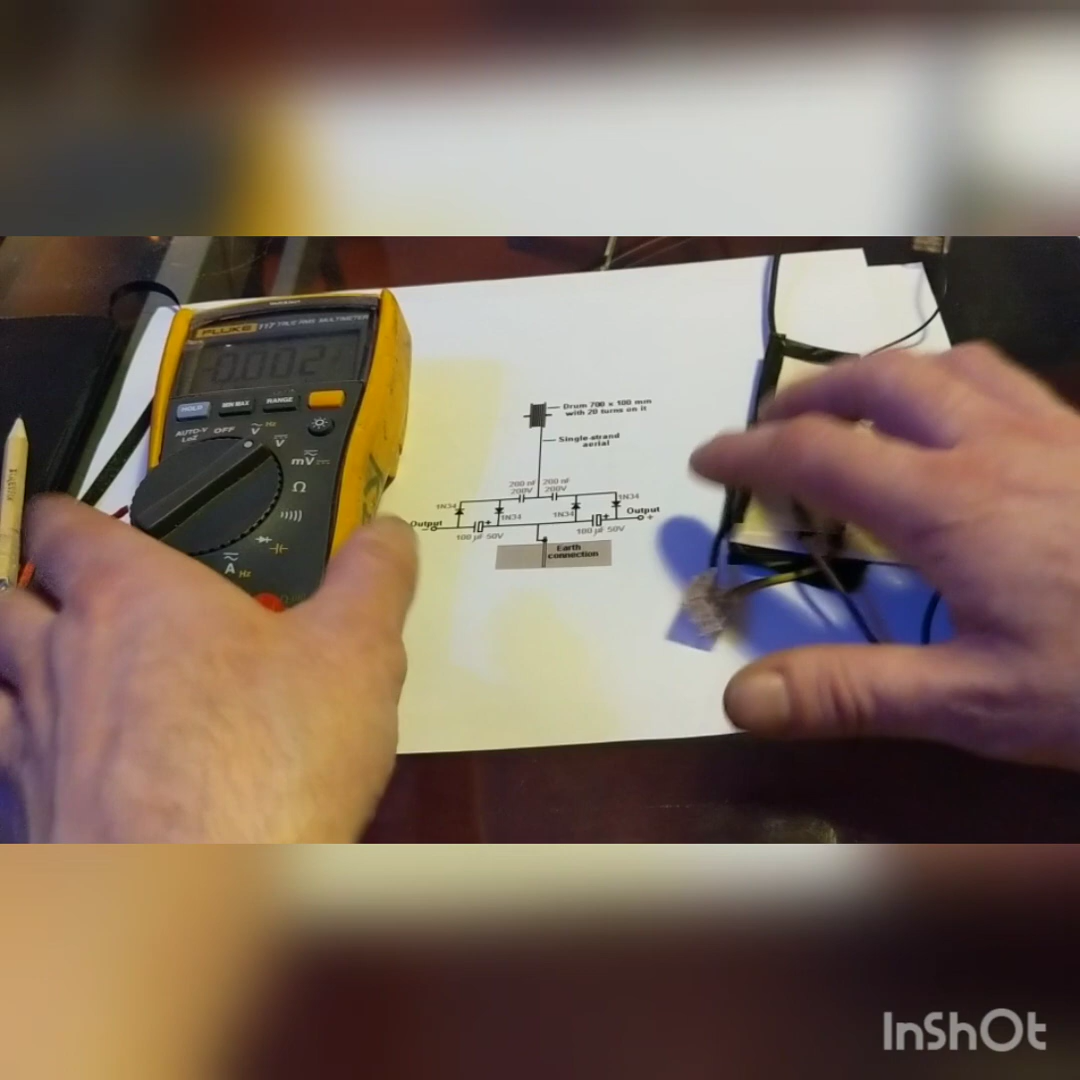 FLUKE 117 TRUE RMS MULTIMETER
-0.002
HOLD
MIN MAX
RANGE
AUTO-V
LoZ
OFF
V Hz
V
mV
Ω
A Hz
Drum 700 x 100 mm
with 20 turns on it
Single-strand
aerial
200 nf 200 nf
200V 200V
1N34
1N34
1N34
1N34
Output
Output
- +
+ +
100 µF 50V
100 µF 50V
Earth
connection
InShOt